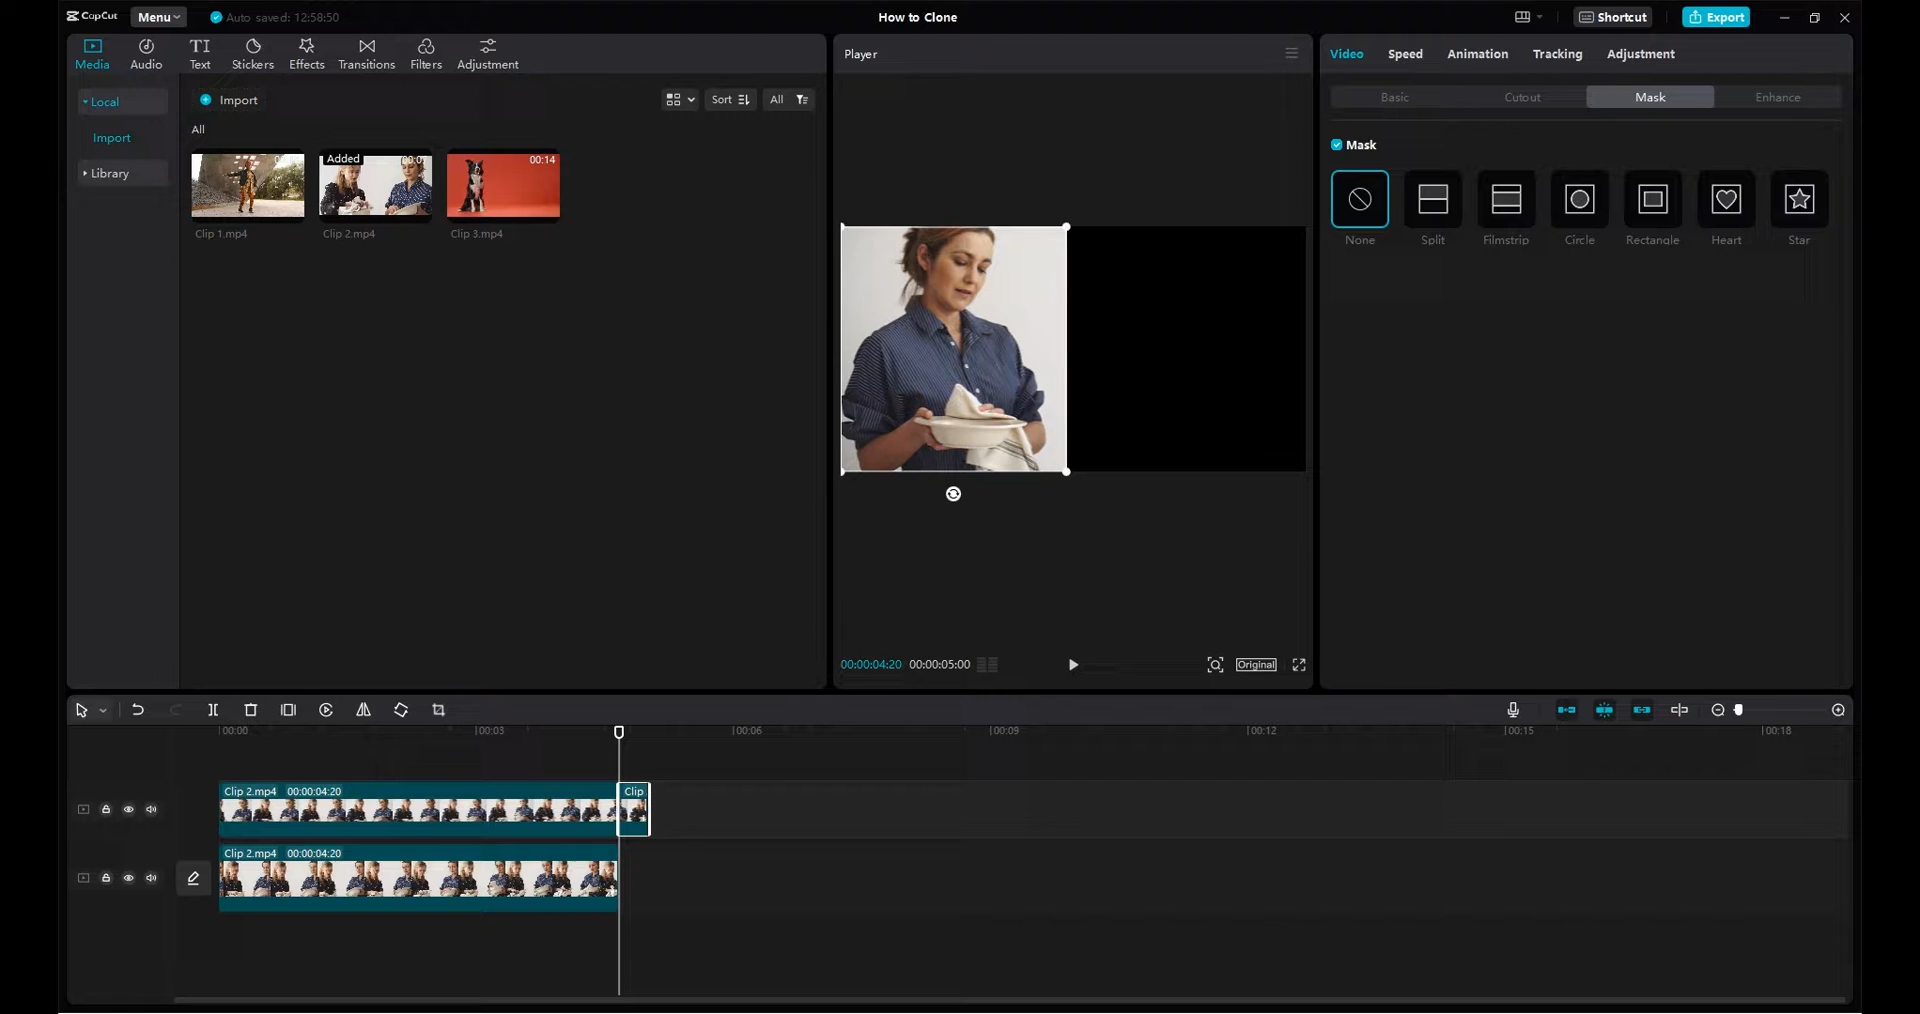 CapCut Menu Auto saved: 12:58:50 How to Clone Shortcut Export
Media Audio Text Stickers Effects Transitions Filters Adjustment
Player
Video Speed Animation Tracking Adjustment
Local
Import
Library
Import Sort All
All
Added 00:14
Clip 1.mp4 Clip 2.mp4 Clip 3.mp4
Basic Cutout Mask Enhance
Mask
None Split Filmstrip Circle Rectangle Heart Star
00:00:04:20 00:00:05:00 Original
00:00 00:03 00:06 00:09 00:12 00:15 00:18
Clip 2.mp4 00:00:04:20 Clip
Clip 2.mp4 00:00:04:20